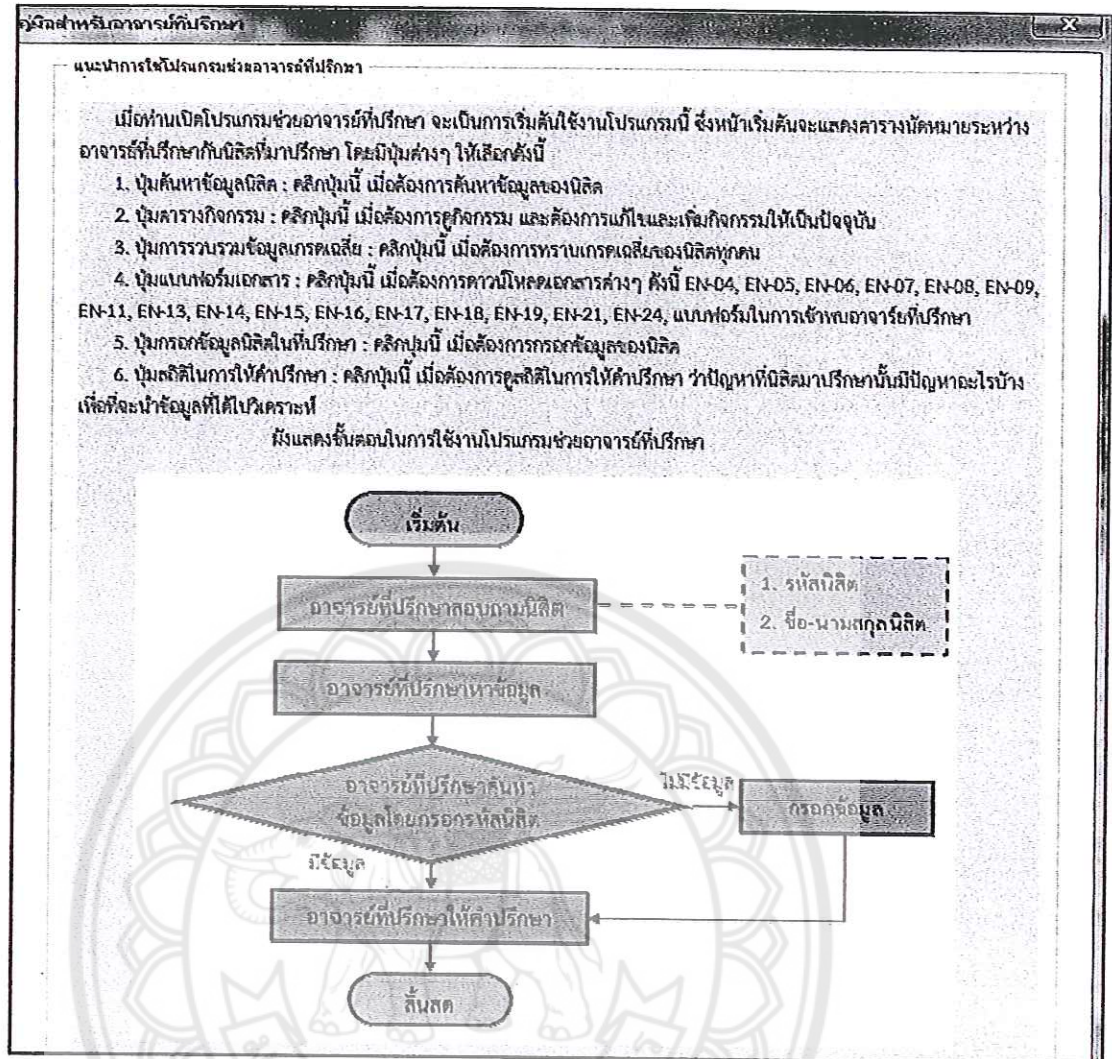 คู่มือสำหรับอาจารย์ที่ปรึกษา
แนะนำการใช้โปรแกรมช่วยอาจารย์ที่ปรึกษา
เมื่อท่านเปิดโปรแกรมช่วยอาจารย์ที่ปรึกษา จะเป็นการเริ่มต้นใช้งานโปรแกรมนี้ ซึ่งหน้าเริ่มต้นจะแสดงตารางนัดหมายระหว่าง
อาจารย์ที่ปรึกษากับนิสิตที่มาปรึกษา โดยมีปุ่มต่างๆ ให้เลือกดังนี้
1. ปุ่มค้นหาข้อมูลนิสิต : คลิกปุ่มนี้ เมื่อต้องการค้นหาข้อมูลของนิสิต
2. ปุ่มตารางกิจกรรม : คลิกปุ่มนี้ เมื่อต้องการดูกิจกรรม และต้องการแก้ไขและเพิ่มกิจกรรมให้เป็นปัจจุบัน
3. ปุ่มการรวบรวมข้อมูลเกรดเฉลี่ย : คลิกปุ่มนี้ เมื่อต้องการทราบเกรดเฉลี่ยของนิสิตทุกคน
4. ปุ่มแบบฟอร์มเอกสาร : คลิกปุ่มนี้ เมื่อต้องการดาวน์โหลดเอกสารต่างๆ ดังนี้ EN-04, EN-05, EN-06, EN-07, EN-08, EN-09,
EN-11, EN-13, EN-14, EN-15, EN-16, EN-17, EN-18, EN-19, EN-21, EN-24, แบบฟอร์มในการเข้าพบอาจาร์ยที่ปรึกษา
5. ปุ่มกรอกข้อมูลนิสิตในที่ปรึกษา : คลิกปุ่มนี้ เมื่อต้องการกรอกข้อมูลของนิสิต
6. ปุ่มสถิติในการให้คำปรึกษา : คลิกปุ่มนี้ เมื่อต้องการดูสถิติในการให้คำปรึกษา ว่าปัญหาที่นิสิตมาปรึกษานั้นมีปัญหาอะไรบ้าง
เพื่อที่จะนำข้อมูลที่ได้ไปวิเคราะห์
ผังแสดงขั้นตอนในการใช้งานโปรแกรมช่วยอาจารย์ที่ปรึกษา
เริ่มต้น
อาจารย์ที่ปรึกษาสอบถามนิสิต
1. รหัสนิสิต
2. ชื่อ-นามสกุลนิสิต
อาจารย์ที่ปรึกษาหาข้อมูล
อาจารย์ที่ปรึกษาค้นหา
ข้อมูลโดยกรอกรหัสนิสิต
ไม่มีข้อมูล
กรอกข้อมูล
มีข้อมูล
อาจารย์ที่ปรึกษาให้คำปรึกษา
สิ้นสุด